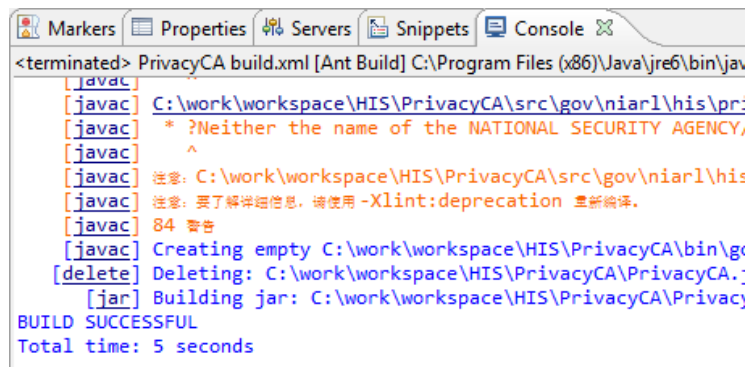 Markers Properties Servers Snippets Console
<terminated> PrivacyCA build.xml [Ant Build] C:\Program Files (x86)\Java\jre6\bin\jav
[javac] ^
[javac] C:\work\workspace\HIS\PrivacyCA\src\gov\niarl\his\pri
[javac] * ?Neither the name of the NATIONAL SECURITY AGENCY/
[javac] ^
[javac] 注意：C:\work\workspace\HIS\PrivacyCA\src\gov\niarl\his
[javac] 注意：要了解详细信息，请使用 -Xlint:deprecation 重新编译。
[javac] 84 警告
[javac] Creating empty C:\work\workspace\HIS\PrivacyCA\bin\go
[delete] Deleting: C:\work\workspace\HIS\PrivacyCA\PrivacyCA.j
[jar] Building jar: C:\work\workspace\HIS\PrivacyCA\Privacy
BUILD SUCCESSFUL
Total time: 5 seconds